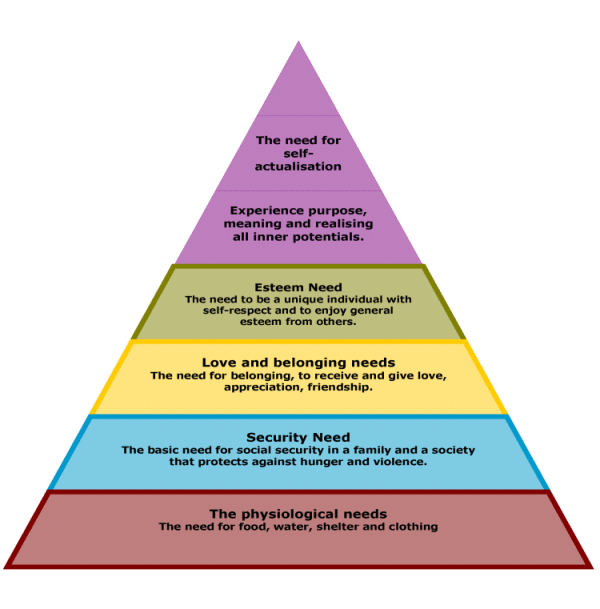 The need for
self-
actualisation
Experience purpose,
meaning and realising
all inner potentials.
Esteem Need
The need to be a unique individual with
self-respect and to enjoy general
esteem from others.
Love and belonging needs
The need for belonging, to receive and give love,
appreciation, friendship.
Security Need
The basic need for social security in a family and a society
that protects against hunger and violence.
The physiological needs
The need for food, water, shelter and clothing